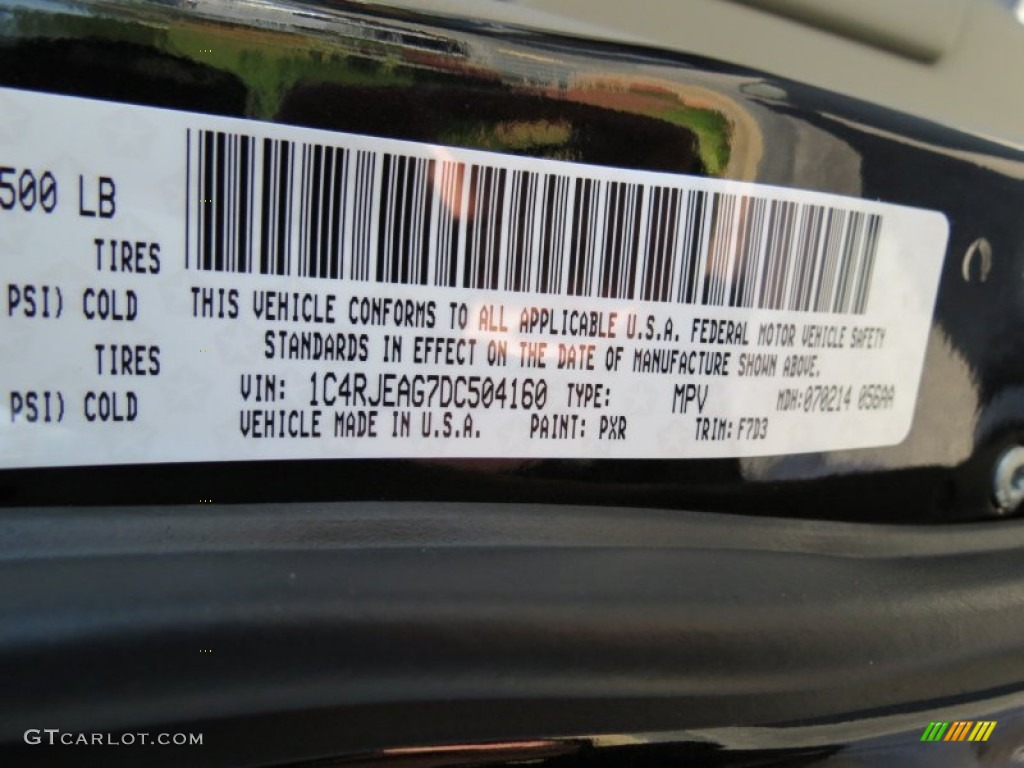 500 LB
TIRES
PSI) COLD
TIRES
PSI) COLD
THIS VEHICLE CONFORMS TO ALL APPLICABLE U.S.A. FEDERAL MOTOR VEHICLE SAFETY
STANDARDS IN EFFECT ON THE DATE OF MANUFACTURE SHOWN ABOVE.
VIN: 1C4RJEAG7DC504160 TYPE: MPV MDH:070214 056AA
VEHICLE MADE IN U.S.A. PAINT: PXR TRIM: F7D3
GTCARLOT.COM